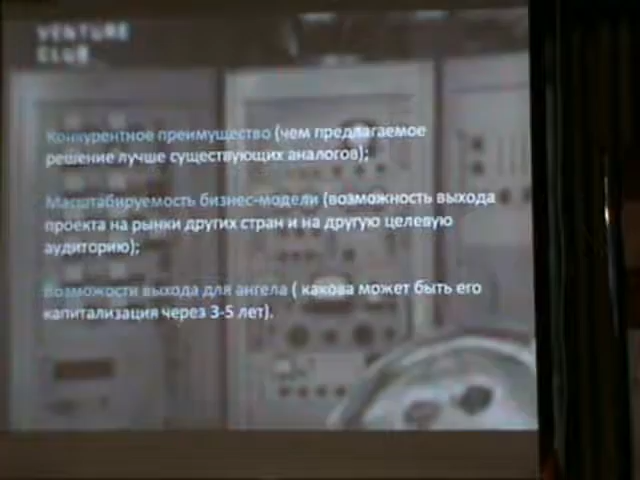 VENTURE
CLUB
Конкурентное преимущество (чем предлагаемое
решение лучше существующих аналогов);
Масштабируемость бизнес-модели (возможность выхода
проекта на рынки других стран и на другую целевую
аудиторию);
Возможости выхода для ангела ( какова может быть его
капитализация через 3-5 лет).